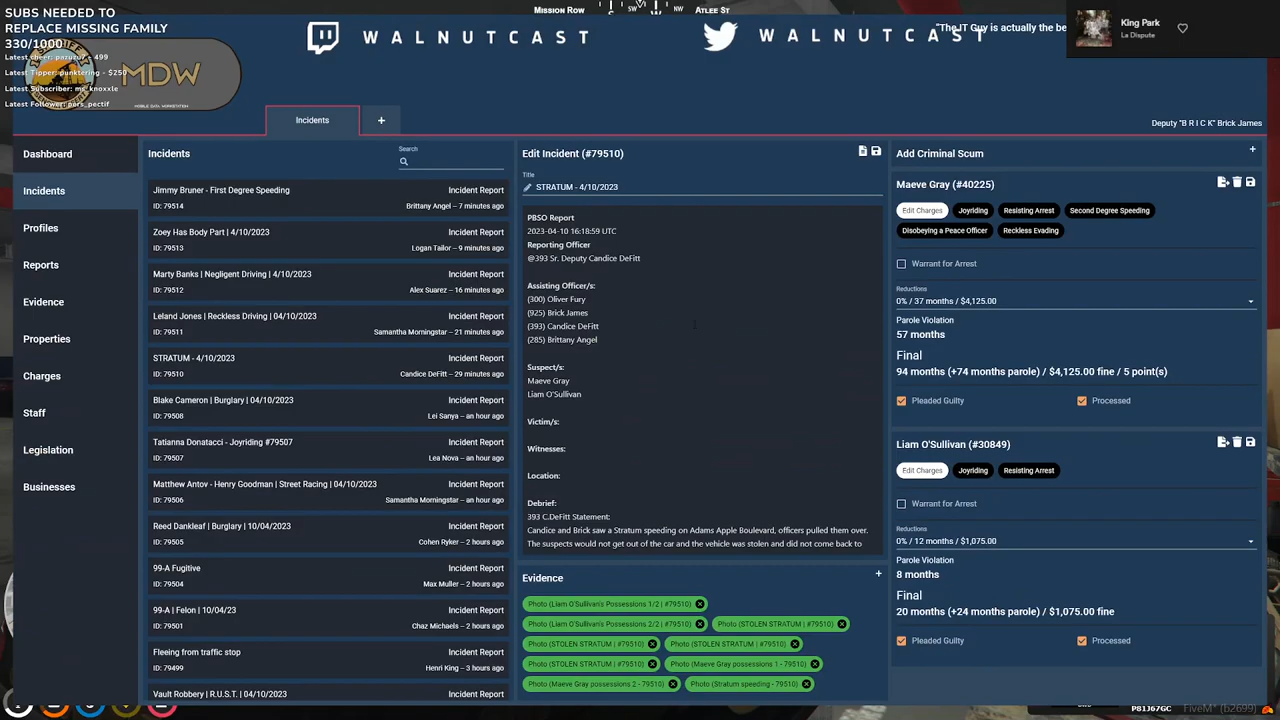 Mission Row
SW
W
NW
Atlee St
SUBS NEEDED TO
REPLACE MISSING FAMILY
330/1000
Latest cheer: pazuzu7 - 499
Latest Tipper: punktering - $250
Latest Subscriber: ms_knoxxle
Latest Follower: pers_pectif
MDW
MOBILE DATA WORKSTATION
WALNUTCAST
WALNUTCAST
"The IT Guy is actually the be
King Park
La Dispute
Incidents
+
Deputy "B R I C K" Brick James
Dashboard
Incidents
Profiles
Reports
Evidence
Properties
Charges
Staff
Legislation
Businesses
Incidents
Search
Jimmy Bruner - First Degree Speeding Incident Report
ID: 79514 Brittany Angel – 7 minutes ago
Zoey Has Body Part | 4/10/2023 Incident Report
ID: 79513 Logan Tailor – 9 minutes ago
Marty Banks | Negligent Driving | 4/10/2023 Incident Report
ID: 79512 Alex Suarez – 16 minutes ago
Leland Jones | Reckless Driving | 04/10/2023 Incident Report
ID: 79511 Samantha Morningstar – 21 minutes ago
STRATUM - 4/10/2023 Incident Report
ID: 79510 Candice DeFitt – 29 minutes ago
Blake Cameron | Burglary | 04/10/2023 Incident Report
ID: 79508 Lei Sanya – an hour ago
Tatianna Donatacci - Joyriding #79507 Incident Report
ID: 79507 Lea Nova – an hour ago
Matthew Antov - Henry Goodman | Street Racing | 04/10/2023 Incident Report
ID: 79506 Samantha Morningstar – an hour ago
Reed Dankleaf | Burglary | 10/04/2023 Incident Report
ID: 79505 Cohen Ryker – 2 hours ago
99-A Fugitive Incident Report
ID: 79504 Max Muller – 2 hours ago
99-A | Felon | 10/04/23 Incident Report
ID: 79501 Chaz Michaels – 2 hours ago
Fleeing from traffic stop Incident Report
ID: 79499 Henri King – 3 hours ago
Vault Robbery | R.U.S.T. | 04/10/2023 Incident Report
Edit Incident (#79510)
Title
STRATUM - 4/10/2023
PBSO Report
2023-04-10 16:18:59 UTC
Reporting Officer
@393 Sr. Deputy Candice DeFitt
Assisting Officer/s:
(300) Oliver Fury
(925) Brick James
(393) Candice DeFitt
(285) Brittany Angel
Suspect/s:
Maeve Gray
Liam O'Sullivan
Victim/s:
Witnesses:
Location:
Debrief:
393 C.DeFitt Statement:
Candice and Brick saw a Stratum speeding on Adams Apple Boulevard, officers pulled them over.
The suspects would not get out of the car and the vehicle was stolen and did not come back to
Evidence
+
Photo (Liam O'Sullivan's Possessions 1/2 | #79510)
Photo (Liam O'Sullivan's Possessions 2/2 | #79510) Photo (STOLEN STRATUM | #79510)
Photo (STOLEN STRATUM | #79510) Photo (STOLEN STRATUM | #79510)
Photo (STOLEN STRATUM | #79510) Photo (Maeve Gray possessions 1 - 79510)
Photo (Maeve Gray possessions 2 - 79510) Photo (Stratum speeding - 79510)
Add Criminal Scum
+
Maeve Gray (#40225)
Edit Charges Joyriding Resisting Arrest Second Degree Speeding
Disobeying a Peace Officer Reckless Evading
Warrant for Arrest
Reductions
0% / 37 months / $4,125.00
Parole Violation
57 months
Final
94 months (+74 months parole) / $4,125.00 fine / 5 point(s)
Pleaded Guilty Processed
Liam O'Sullivan (#30849)
Edit Charges Joyriding Resisting Arrest
Warrant for Arrest
Reductions
0% / 12 months / $1,075.00
Parole Violation
8 months
Final
20 months (+24 months parole) / $1,075.00 fine
Pleaded Guilty Processed
P81J67GC
FiveM* (b2699)